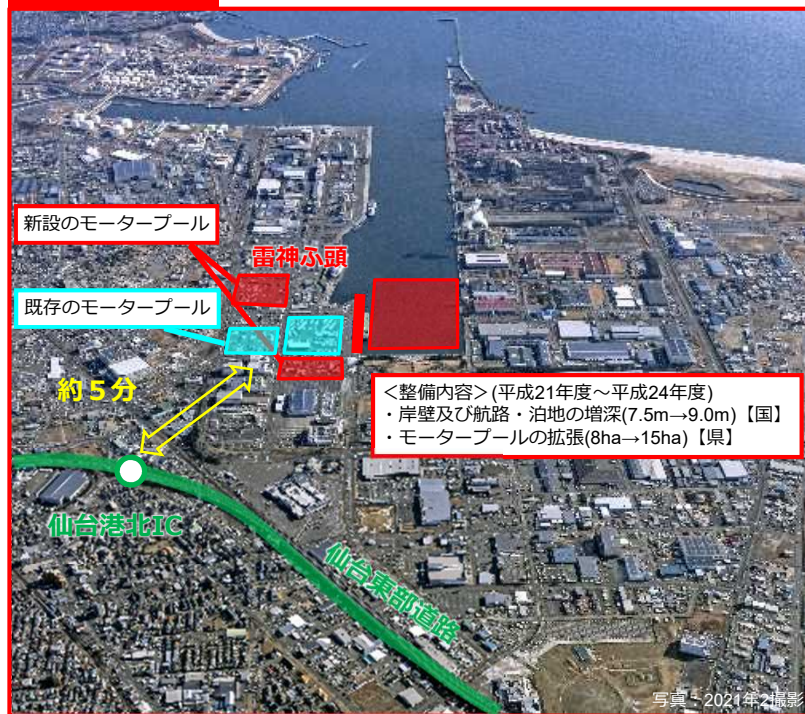 新設のモータープール
雷神ふ頭
既存のモータープール
約５分
＜整備内容＞(平成21年度～平成24年度)
・岸壁及び航路・泊地の増深(7.5m→9.0m)【国】
・モータープールの拡張(8ha→15ha)【県】
仙台港北IC
仙台東部道路
写真：2021年2撮影